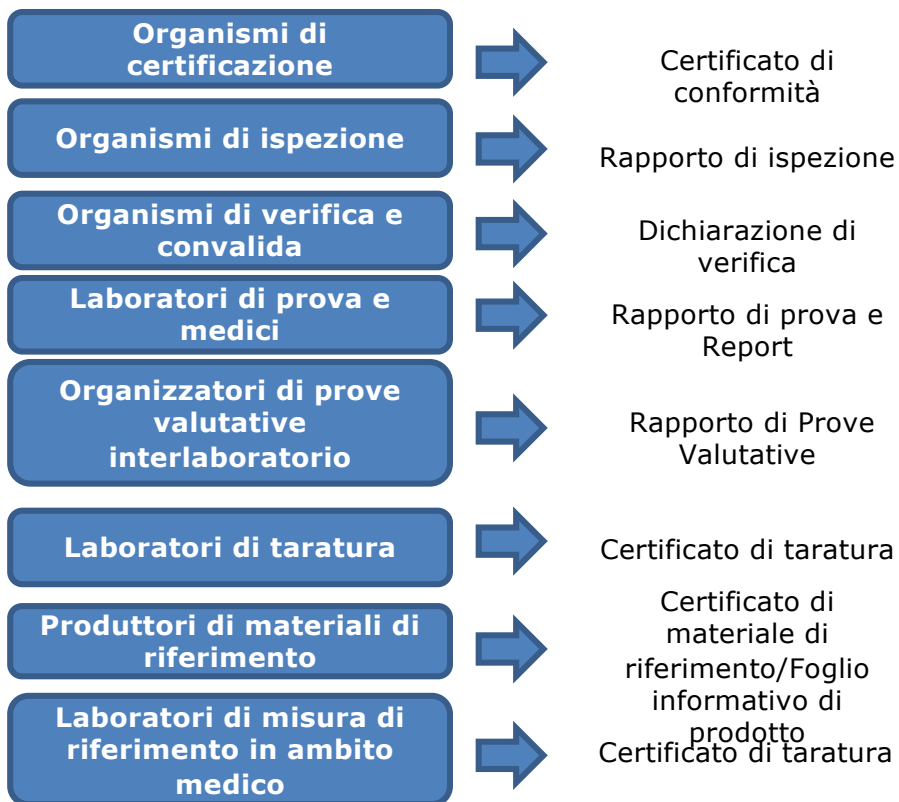 Organismi di
certificazione
Certificato di
conformità
Organismi di ispezione
Rapporto di ispezione
Organismi di verifica e
convalida
Dichiarazione di
verifica
Laboratori di prova e
medici
Rapporto di prova e
Report
Organizzatori di prove
valutative
interlaboratorio
Rapporto di Prove
Valutative
Laboratori di taratura
Certificato di taratura
Produttori di materiali di
riferimento
Certificato di
materiale di
riferimento/Foglio
informativo di
prodotto
Laboratori di misura di
riferimento in ambito
medico
Certificato di taratura